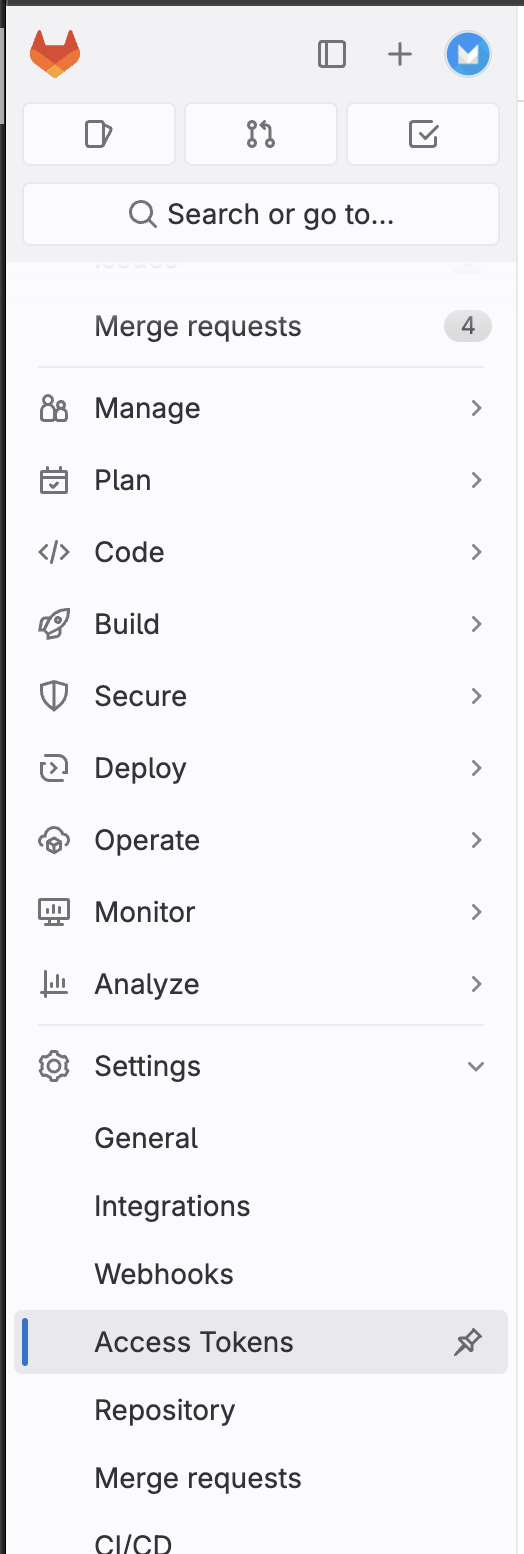 Search or go to...
Issues
Merge requests
4
Manage
Plan
Code
Build
Secure
Deploy
Operate
Monitor
Analyze
Settings
General
Integrations
Webhooks
Access Tokens
Repository
Merge requests
CI/CD